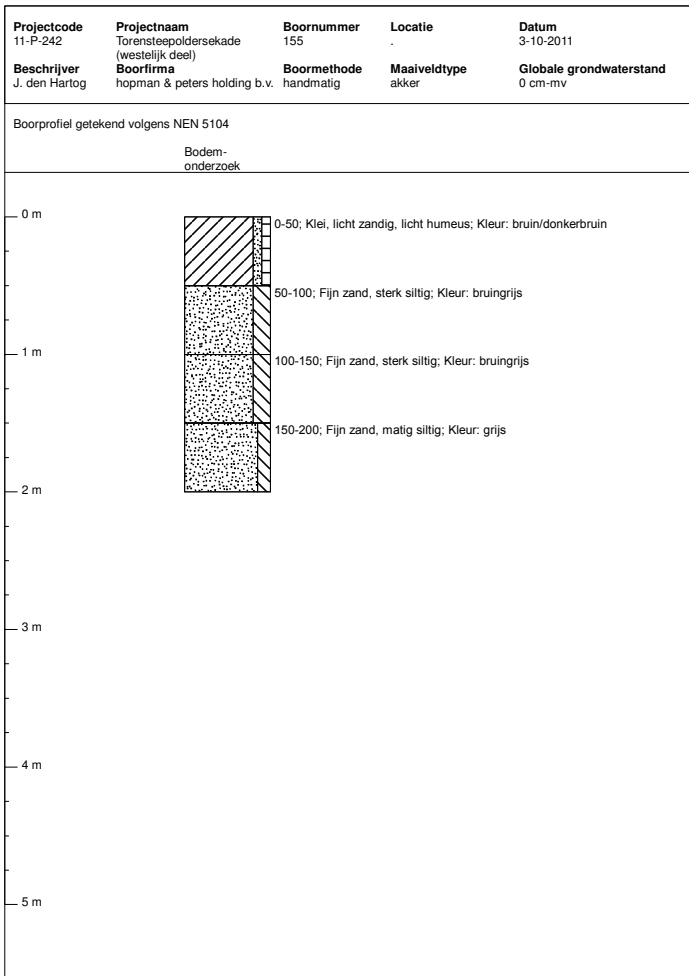 Projectcode Projectnaam Boornummer Locatie Datum
11-P-242 Torensteepoldersekade 155 . 3-10-2011
(westelijk deel)
Beschrijver Boorfirma Boormethode Maaiveldtype Globale grondwaterstand
J. den Hartog hopman & peters holding b.v. handmatig akker 0 cm-mv
Boorprofiel getekend volgens NEN 5104
Bodem-
onderzoek
0 m
0-50; Klei, licht zandig, licht humeus; Kleur: bruin/donkerbruin
50-100; Fijn zand, sterk siltig; Kleur: bruingrijs
1 m
100-150; Fijn zand, sterk siltig; Kleur: bruingrijs
150-200; Fijn zand, matig siltig; Kleur: grijs
2 m
3 m
4 m
5 m